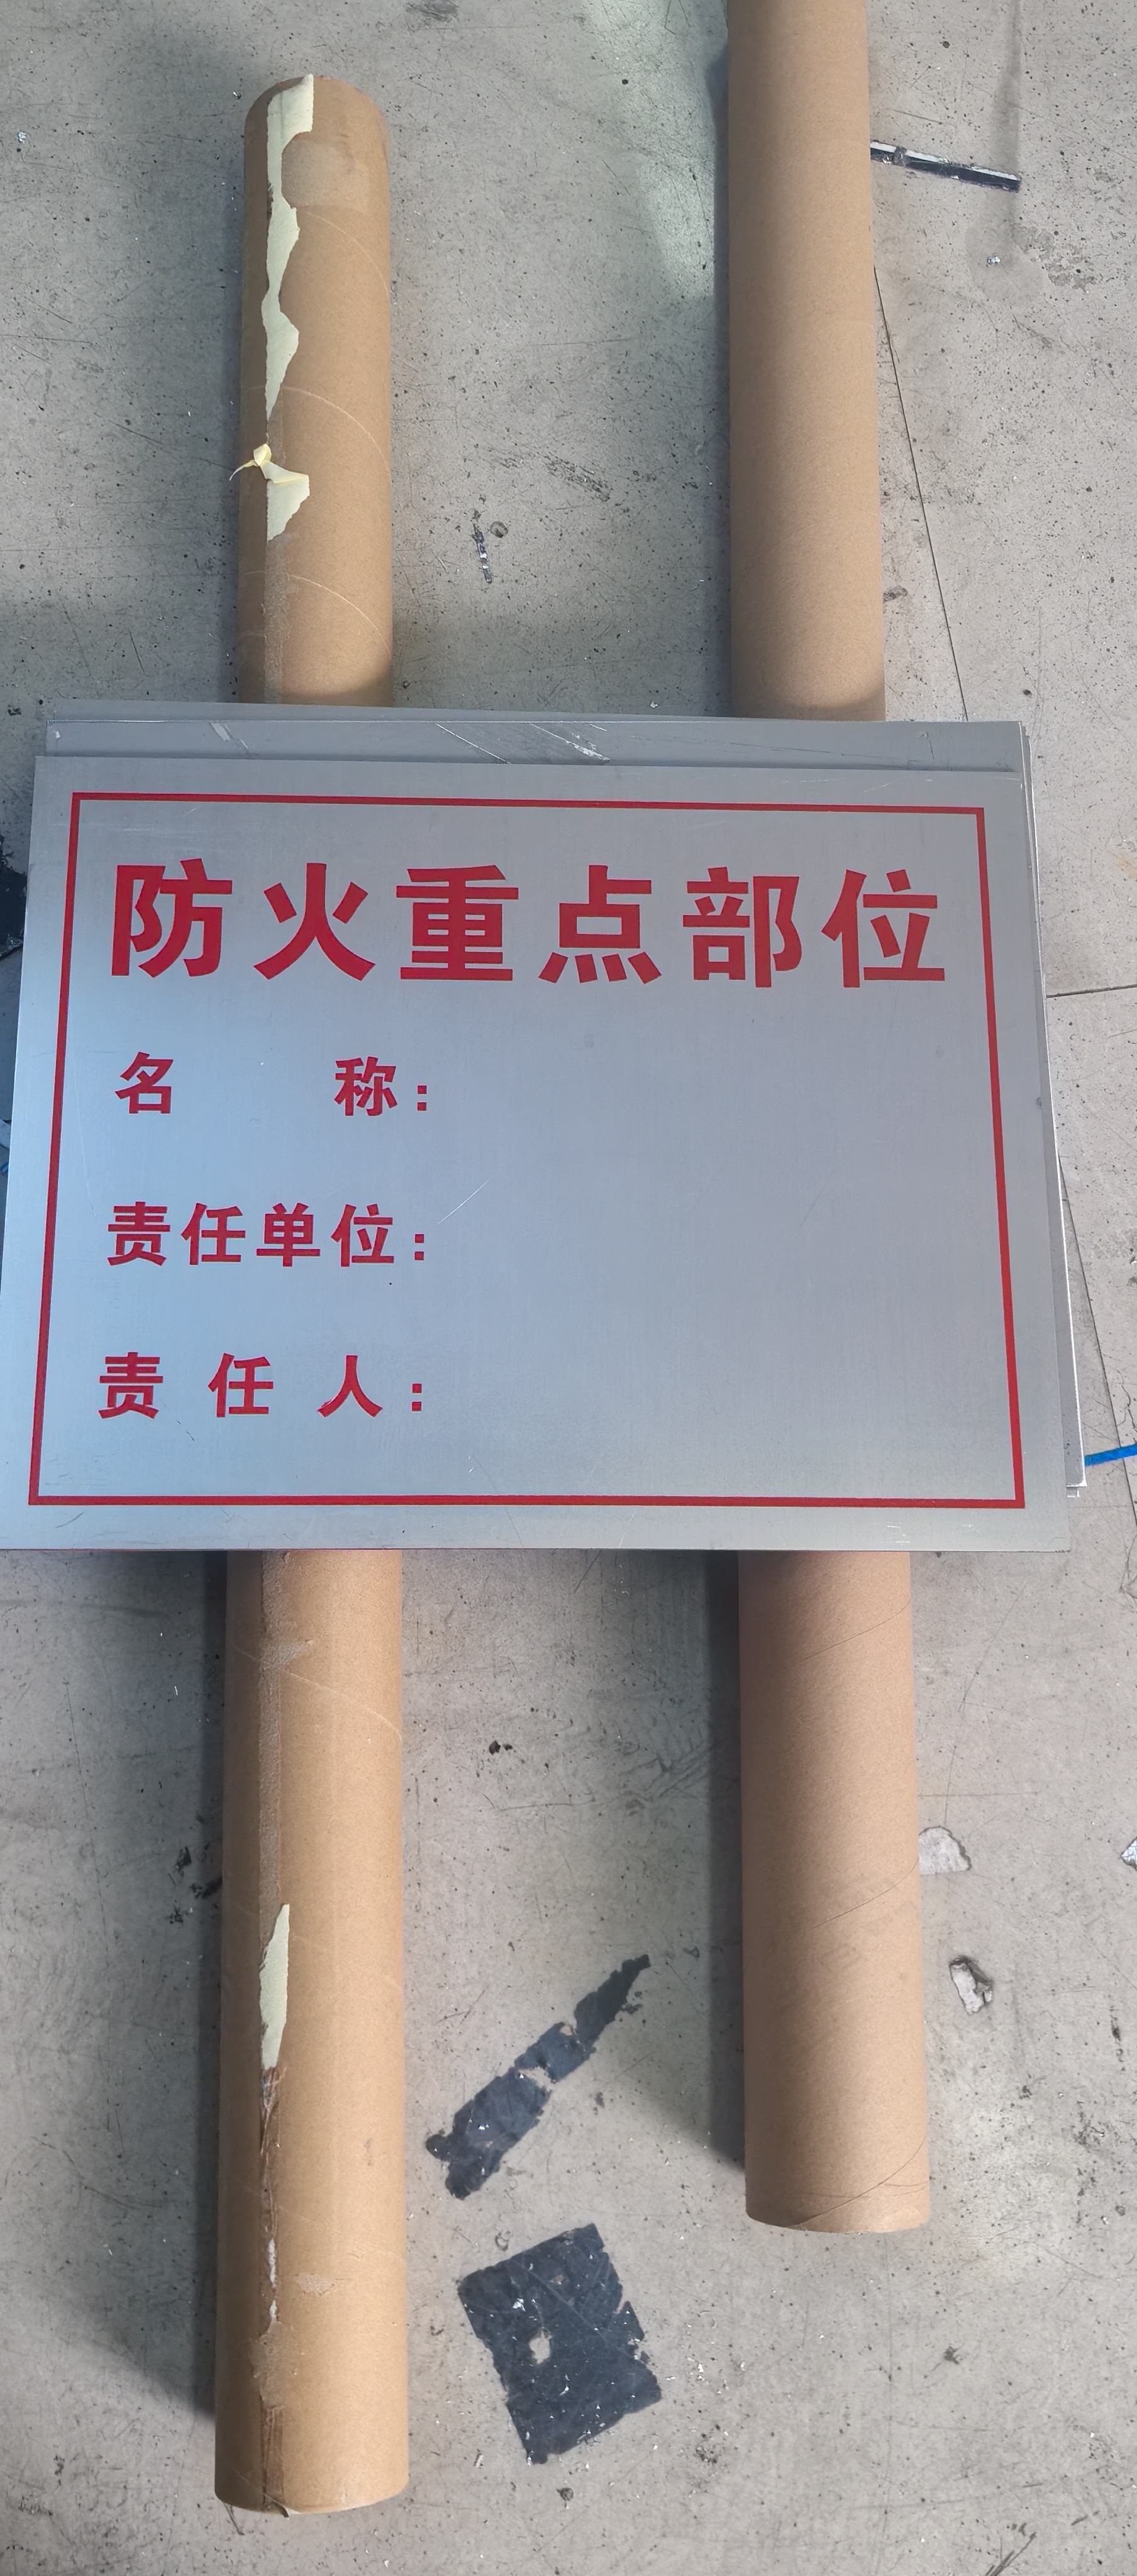 防火重点部位
名 称:
责任单位:
责 任 人: